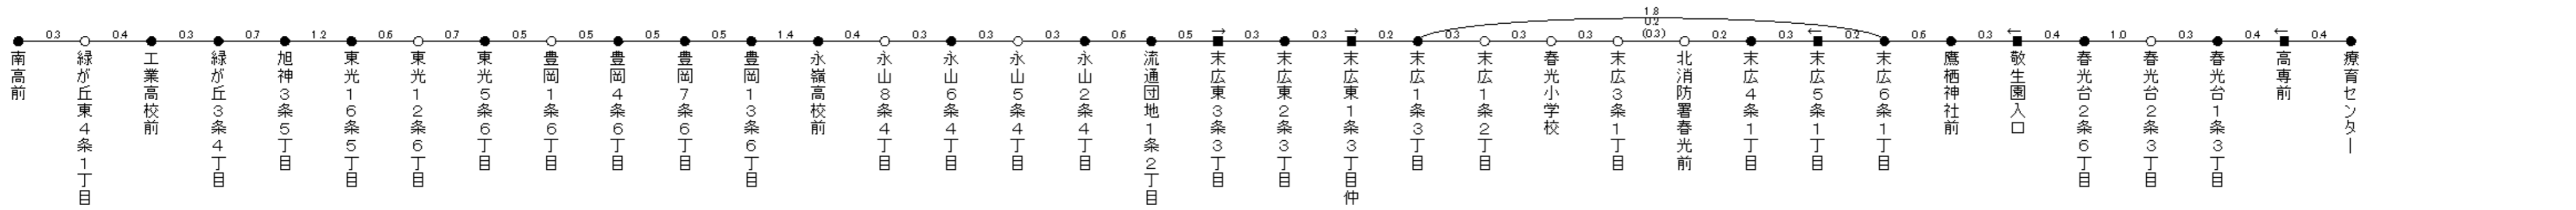 1.8
0.2
0.3 0.4 0.3 0.7 1.2 0.6 0.7 0.5 0.5 0.5 0.5 1.4 0.4 0.3 0.3 0.3 0.6 0.5 0.3 0.3 0.2 0.3 0.3 0.3 (0.3) 0.2 0.3 0.2 0.6 0.3 0.4 1.0 0.3 0.4 0.4
→ → ← ← ←
南高前
緑が丘東4条1丁目
工業高校前
緑が丘3条4丁目
旭神3条5丁目
東光16条5丁目
東光12条6丁目
東光5条6丁目
豊岡1条6丁目
豊岡4条6丁目
豊岡7条6丁目
豊岡13条6丁目
永嶺高校前
永山8条4丁目
永山6条4丁目
永山5条4丁目
永山2条4丁目
流通団地1条2丁目
末広東3条3丁目
末広東2条3丁目
末広東1条3丁目仲
末広1条3丁目
末広1条2丁目
春光小学校
末広3条1丁目
北消防署春光前
末広4条1丁目
末広5条1丁目
末広6条1丁目
鷹栖神社前
敬生園入口
春光台2条6丁目
春光台2条3丁目
春光台1条3丁目
高専前
療育センター